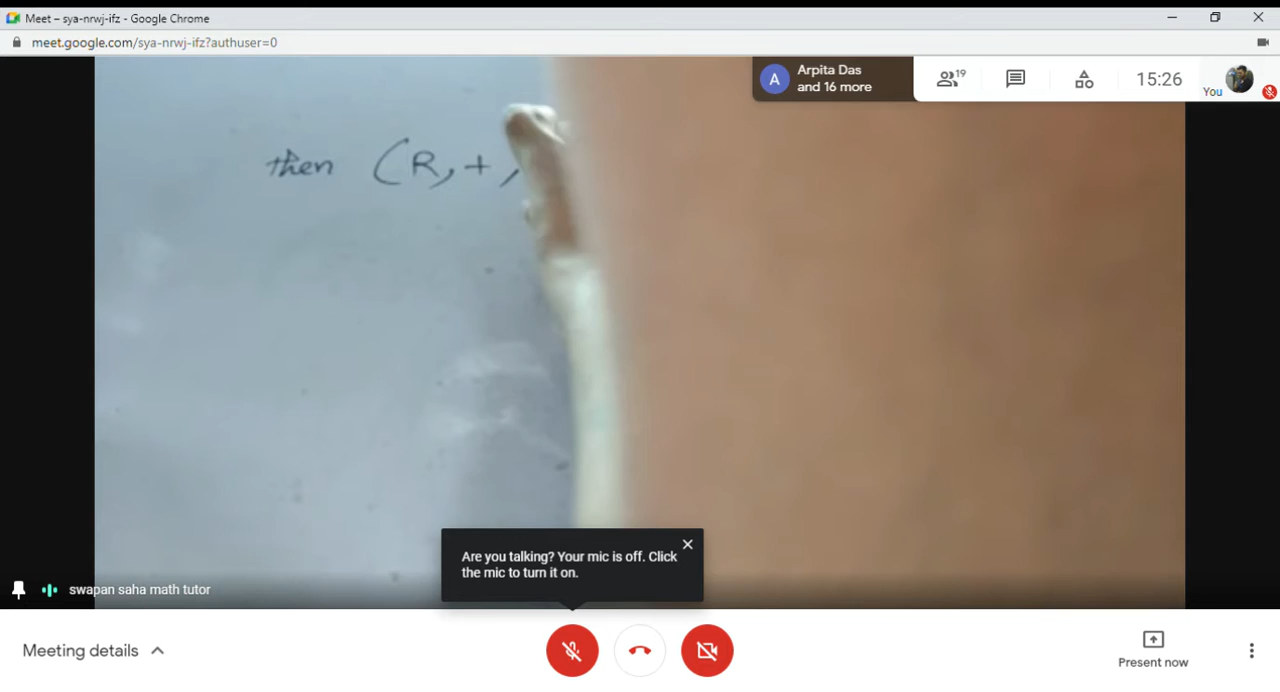 Meet – sya-nrwj-ifz - Google Chrome
meet.google.com/sya-nrwj-ifz?authuser=0
Arpita Das
and 16 more
A
19
15:26
You
then (R, +,
Are you talking? Your mic is off. Click
the mic to turn it on.
swapan saha math tutor
Meeting details
Present now